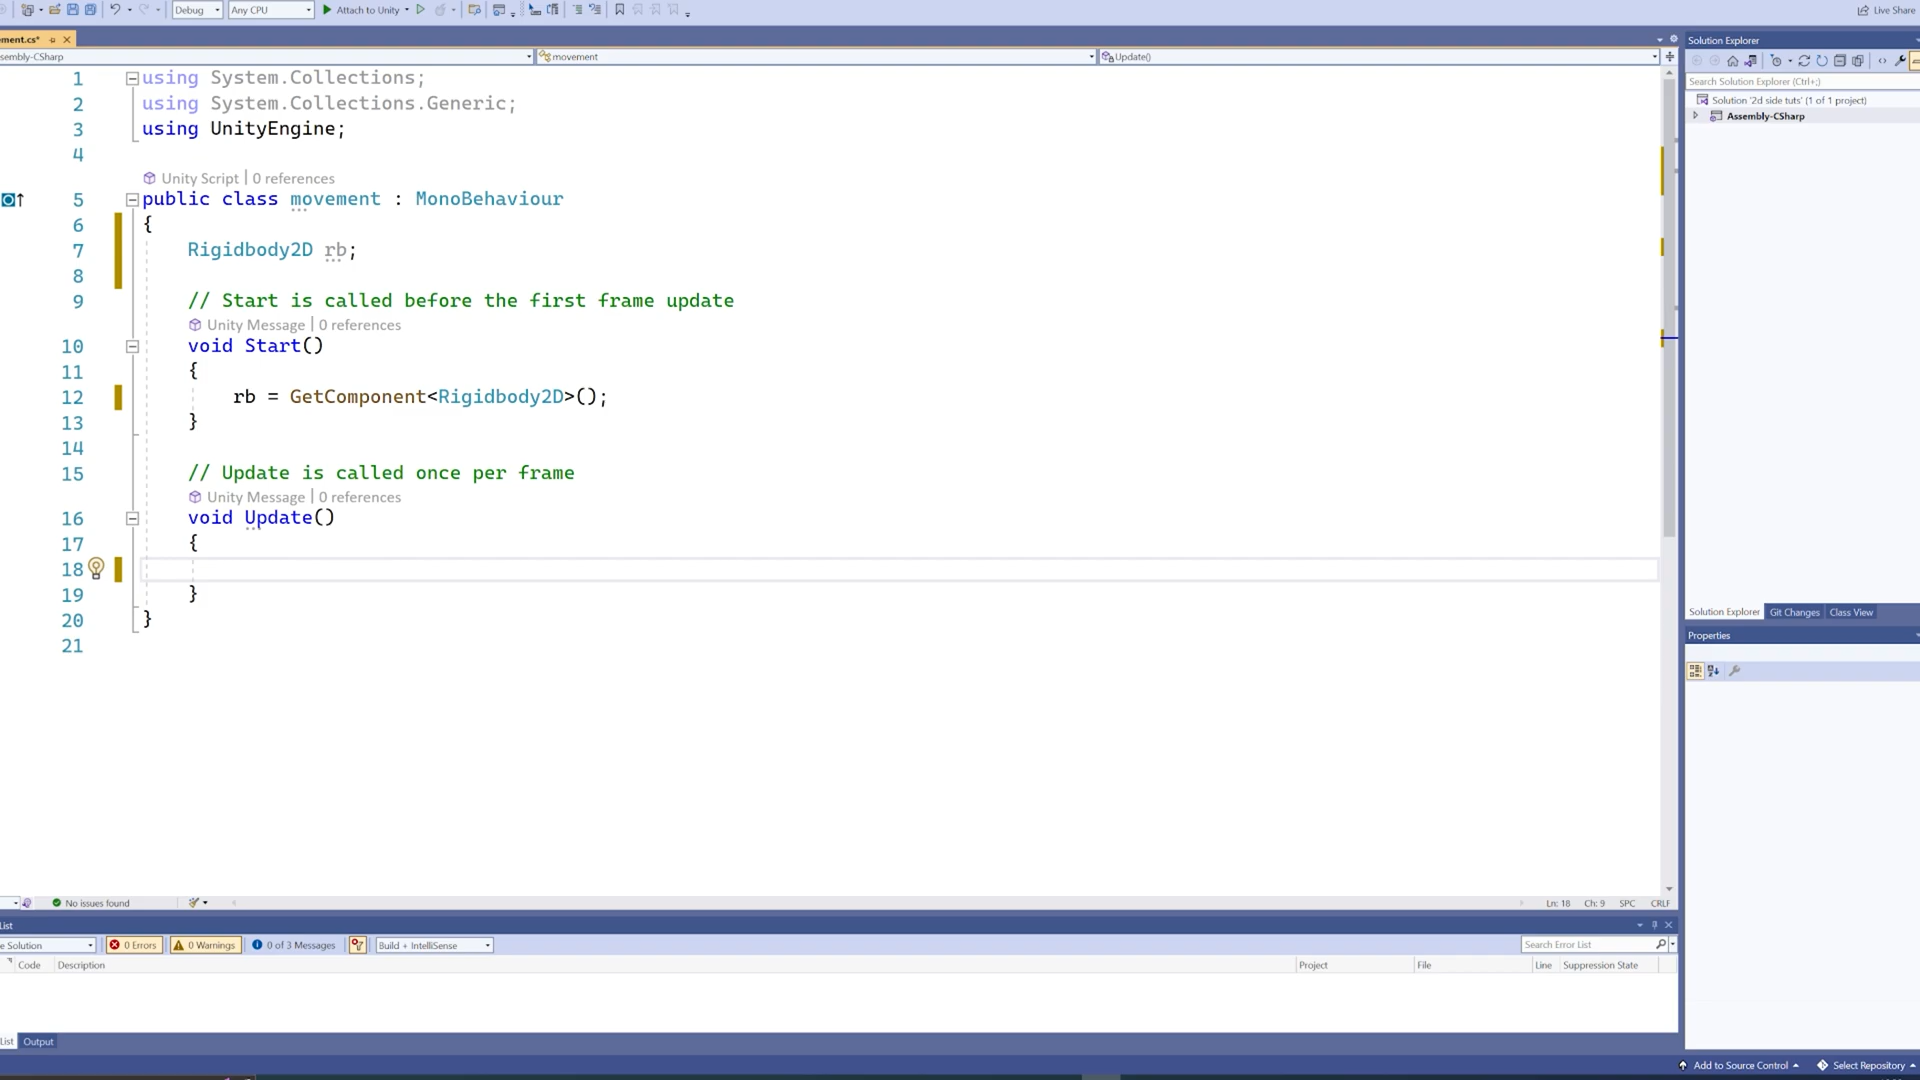 Debug Any CPU Attach to Unity Live Share
ment.cs*
sembly-CSharp movement Update()
1 using System.Collections;
2 using System.Collections.Generic;
3 using UnityEngine;
4
Unity Script | 0 references
5 public class movement : MonoBehaviour
6 {
7 Rigidbody2D rb;
8
9 // Start is called before the first frame update
Unity Message | 0 references
10 void Start()
11 {
12 rb = GetComponent<Rigidbody2D>();
13 }
14
15 // Update is called once per frame
Unity Message | 0 references
16 void Update()
17 {
18
19 }
20 }
21
No issues found Ln: 18 Ch: 9 SPC CRLF
List
e Solution 0 Errors 0 Warnings 0 of 3 Messages Build + IntelliSense Search Error List
Code Description Project File Line Suppression State
List Output
Solution Explorer
Search Solution Explorer (Ctrl+;)
Solution '2d side tuts' (1 of 1 project)
Assembly-CSharp
Solution Explorer Git Changes Class View
Properties
Add to Source Control Select Repository